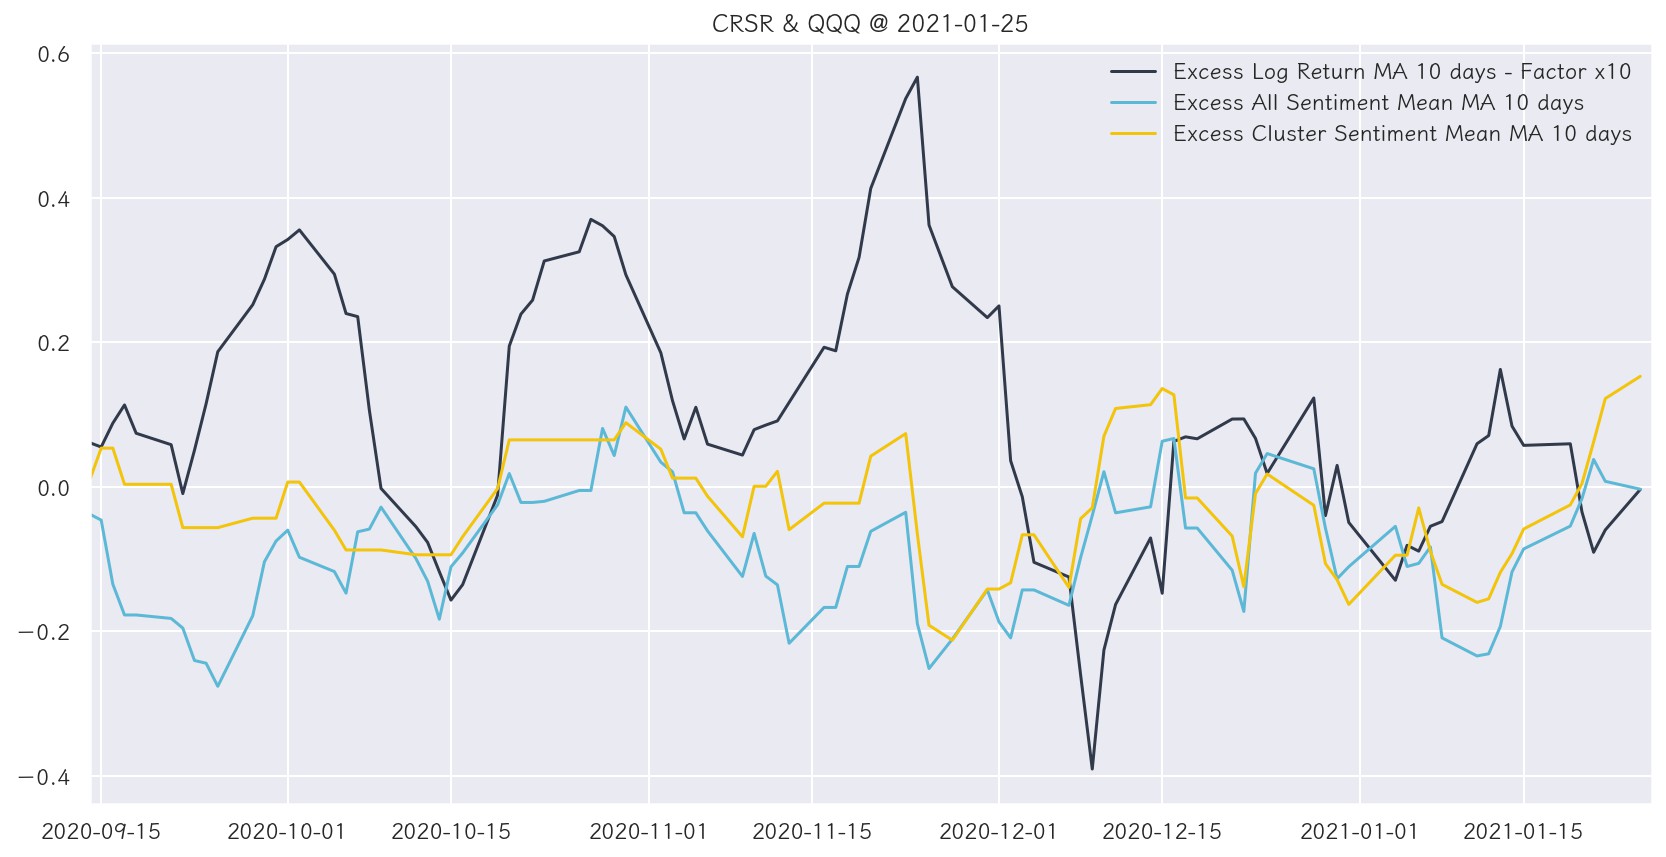 CRSR & QQQ @ 2021-01-25
Excess Log Return MA 10 days - Factor x10
Excess All Sentiment Mean MA 10 days
Excess Cluster Sentiment Mean MA 10 days
0.6
0.4
0.2
0.0
−0.2
−0.4
2020-09-15 2020-10-01 2020-10-15 2020-11-01 2020-11-15 2020-12-01 2020-12-15 2021-01-01 2021-01-15